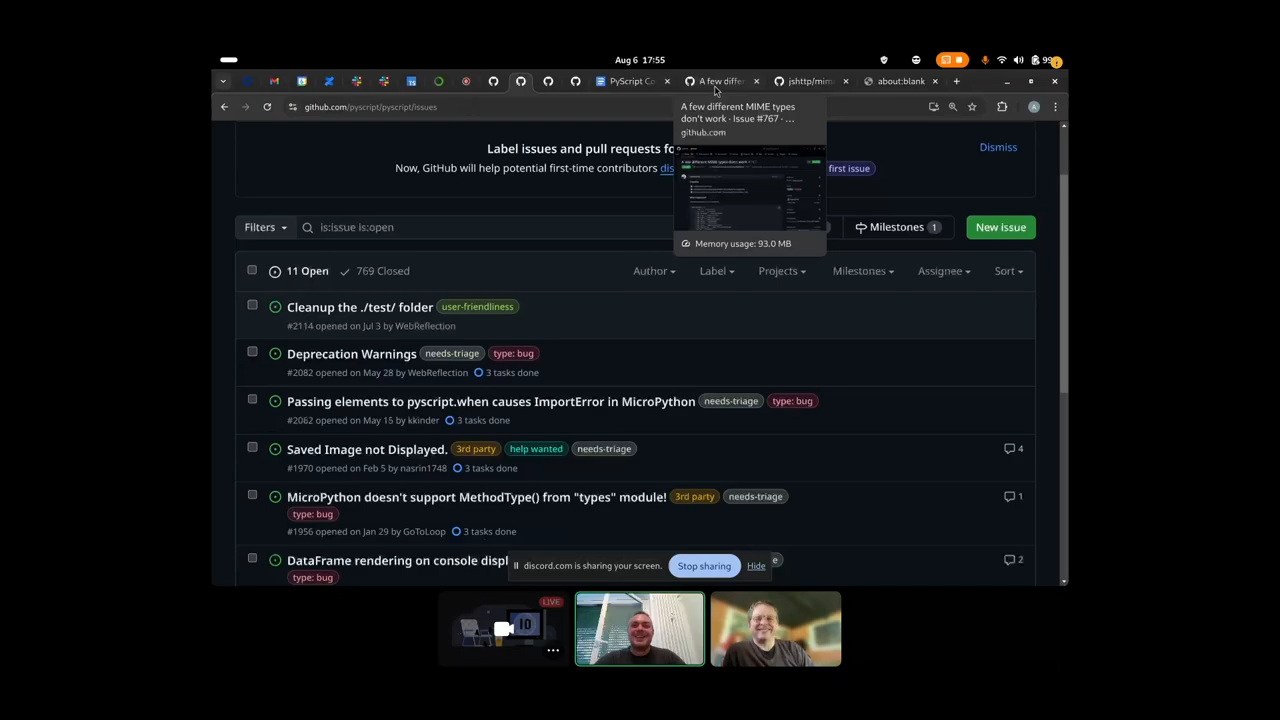 Aug 6 17:55
99
PyScript Co
A few differe
jshttp/mim
about:blank
github.com/pyscript/pyscript/issues
A
A few different MIME types
don't work · Issue #767 · ...
github.com
Memory usage: 93.0 MB
Label issues and pull requests fo
Dismiss
Now, GitHub will help potential first-time contributors dis
first issue
Filters
is:issue is:open
Milestones 1
New issue
11 Open
769 Closed
Author
Label
Projects
Milestones
Assignee
Sort
Cleanup the ./test/ folder user-friendliness
#2114 opened on Jul 3 by WebReflection
Deprecation Warnings needs-triage type: bug
#2082 opened on May 28 by WebReflection 3 tasks done
Passing elements to pyscript.when causes ImportError in MicroPython needs-triage type: bug
#2062 opened on May 15 by kkinder 3 tasks done
Saved Image not Displayed. 3rd party help wanted needs-triage 4
#1970 opened on Feb 5 by nasrin1748 3 tasks done
MicroPython doesn't support MethodType() from "types" module! 3rd party needs-triage 1
type: bug
#1956 opened on Jan 29 by GoToLoop 3 tasks done
DataFrame rendering on console displ
2
type: bug
discord.com is sharing your screen.
Stop sharing
Hide
LIVE